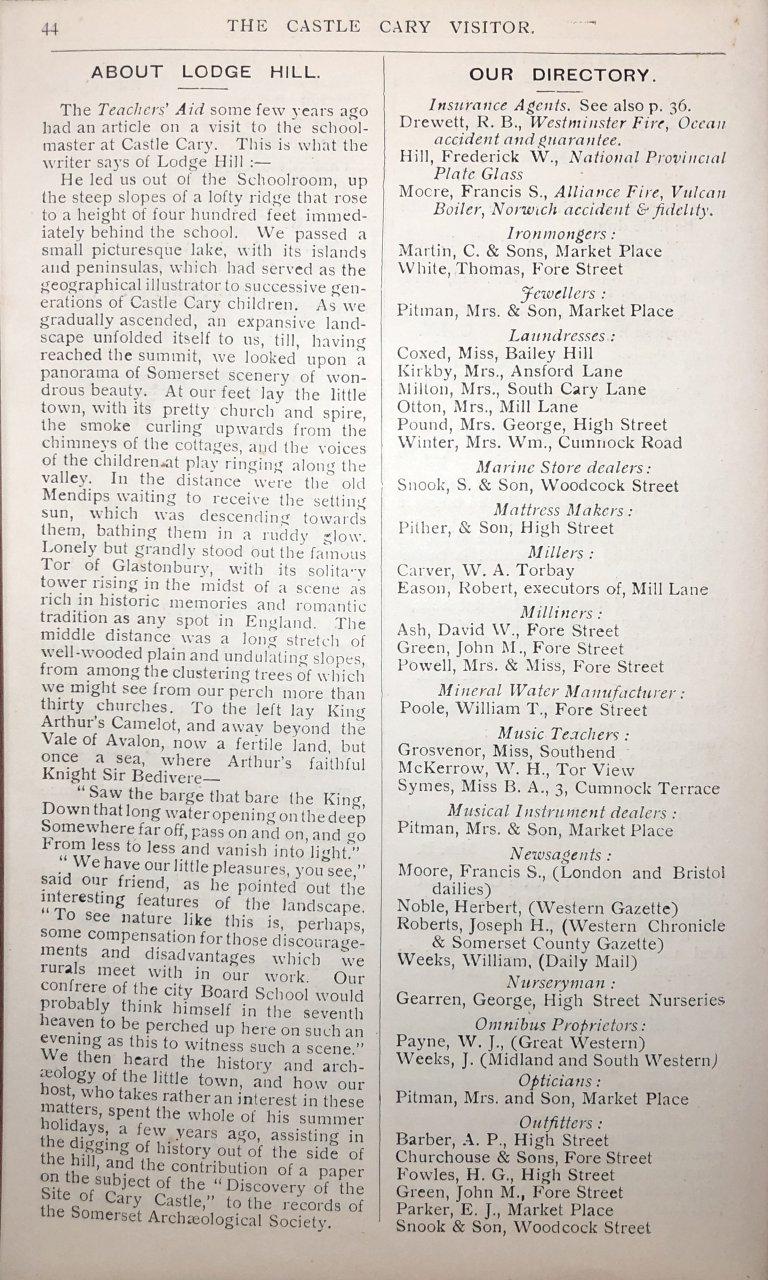 44
THE CASTLE CARY VISITOR.
ABOUT LODGE HILL.
The Teachers' Aid some few years ago
had an article on a visit to the school-
master at Castle Cary. This is what the
writer says of Lodge Hill :—
He led us out of the Schoolroom, up
the steep slopes of a lofty ridge that rose
to a height of four hundred feet immed-
iately behind the school. We passed a
small picturesque lake, with its islands
and peninsulas, which had served as the
geographical illustrator to successive gen-
erations of Castle Cary children. As we
gradually ascended, an expansive land-
scape unfolded itself to us, till, having
reached the summit, we looked upon a
panorama of Somerset scenery of won-
drous beauty. At our feet lay the little
town, with its pretty church and spire,
the smoke curling upwards from the
chimneys of the cottages, and the voices
of the children at play ringing along the
valley. In the distance were the old
Mendips waiting to receive the setting
sun, which was descending towards
them, bathing them in a ruddy glow.
Lonely but grandly stood out the famous
Tor of Glastonbury, with its solitary
tower rising in the midst of a scene as
rich in historic memories and romantic
tradition as any spot in England. The
middle distance was a long stretch of
well-wooded plain and undulating slopes,
from among the clustering trees of which
we might see from our perch more than
thirty churches. To the left lay King
Arthur's Camelot, and away beyond the
Vale of Avalon, now a fertile land, but
once a sea, where Arthur's faithful
Knight Sir Bedivere—
"Saw the barge that bare the King,
Down that long water opening on the deep
Somewhere far off, pass on and on, and go
From less to less and vanish into light."
"We have our little pleasures, you see,"
said our friend, as he pointed out the
interesting features of the landscape.
"To see nature like this is, perhaps,
some compensation for those discourage-
ments and disadvantages which we
rurals meet with in our work. Our
confrere of the city Board School would
probably think himself in the seventh
heaven to be perched up here on such an
evening as this to witness such a scene."
We then heard the history and arch-
æology of the little town, and how our
host, who takes rather an interest in these
matters, spent the whole of his summer
holidays, a few years ago, assisting in
the digging of history out of the side of
the hill, and the contribution of a paper
on the subject of the "Discovery of the
Site of Cary Castle," to the records of
the Somerset Archæological Society.
OUR DIRECTORY.
Insurance Agents. See also p. 36.
Drewett, R. B., Westminster Fire, Ocean
accident and guarantee.
Hill, Frederick W., National Provincial
Plate Glass
Moore, Francis S., Alliance Fire, Vulcan
Boiler, Norwich accident & fidelity.
Ironmongers :
Martin, C. & Sons, Market Place
White, Thomas, Fore Street
Jewellers :
Pitman, Mrs. & Son, Market Place
Laundresses :
Coxed, Miss, Bailey Hill
Kirkby, Mrs., Ansford Lane
Milton, Mrs., South Cary Lane
Otton, Mrs., Mill Lane
Pound, Mrs. George, High Street
Winter, Mrs. Wm., Cumnock Road
Marine Store dealers :
Snook, S. & Son, Woodcock Street
Mattress Makers :
Pither, & Son, High Street
Millers :
Carver, W. A. Torbay
Eason, Robert, executors of, Mill Lane
Milliners :
Ash, David W., Fore Street
Green, John M., Fore Street
Powell, Mrs. & Miss, Fore Street
Mineral Water Manufacturer :
Poole, William T., Fore Street
Music Teachers :
Grosvenor, Miss, Southend
McKerrow, W. H., Tor View
Symes, Miss B. A., 3, Cumnock Terrace
Musical Instrument dealers :
Pitman, Mrs. & Son, Market Place
Newsagents :
Moore, Francis S., (London and Bristol
dailies)
Noble, Herbert, (Western Gazette)
Roberts, Joseph H., (Western Chronicle
& Somerset County Gazette)
Weeks, William, (Daily Mail)
Nurseryman :
Gearren, George, High Street Nurseries
Omnibus Proprietors :
Payne, W. J., (Great Western)
Weeks, J. (Midland and South Western)
Opticians :
Pitman, Mrs. and Son, Market Place
Outfitters :
Barber, A. P., High Street
Churchouse & Sons, Fore Street
Fowles, H. G., High Street
Green, John M., Fore Street
Parker, E. J., Market Place
Snook & Son, Woodcock Street